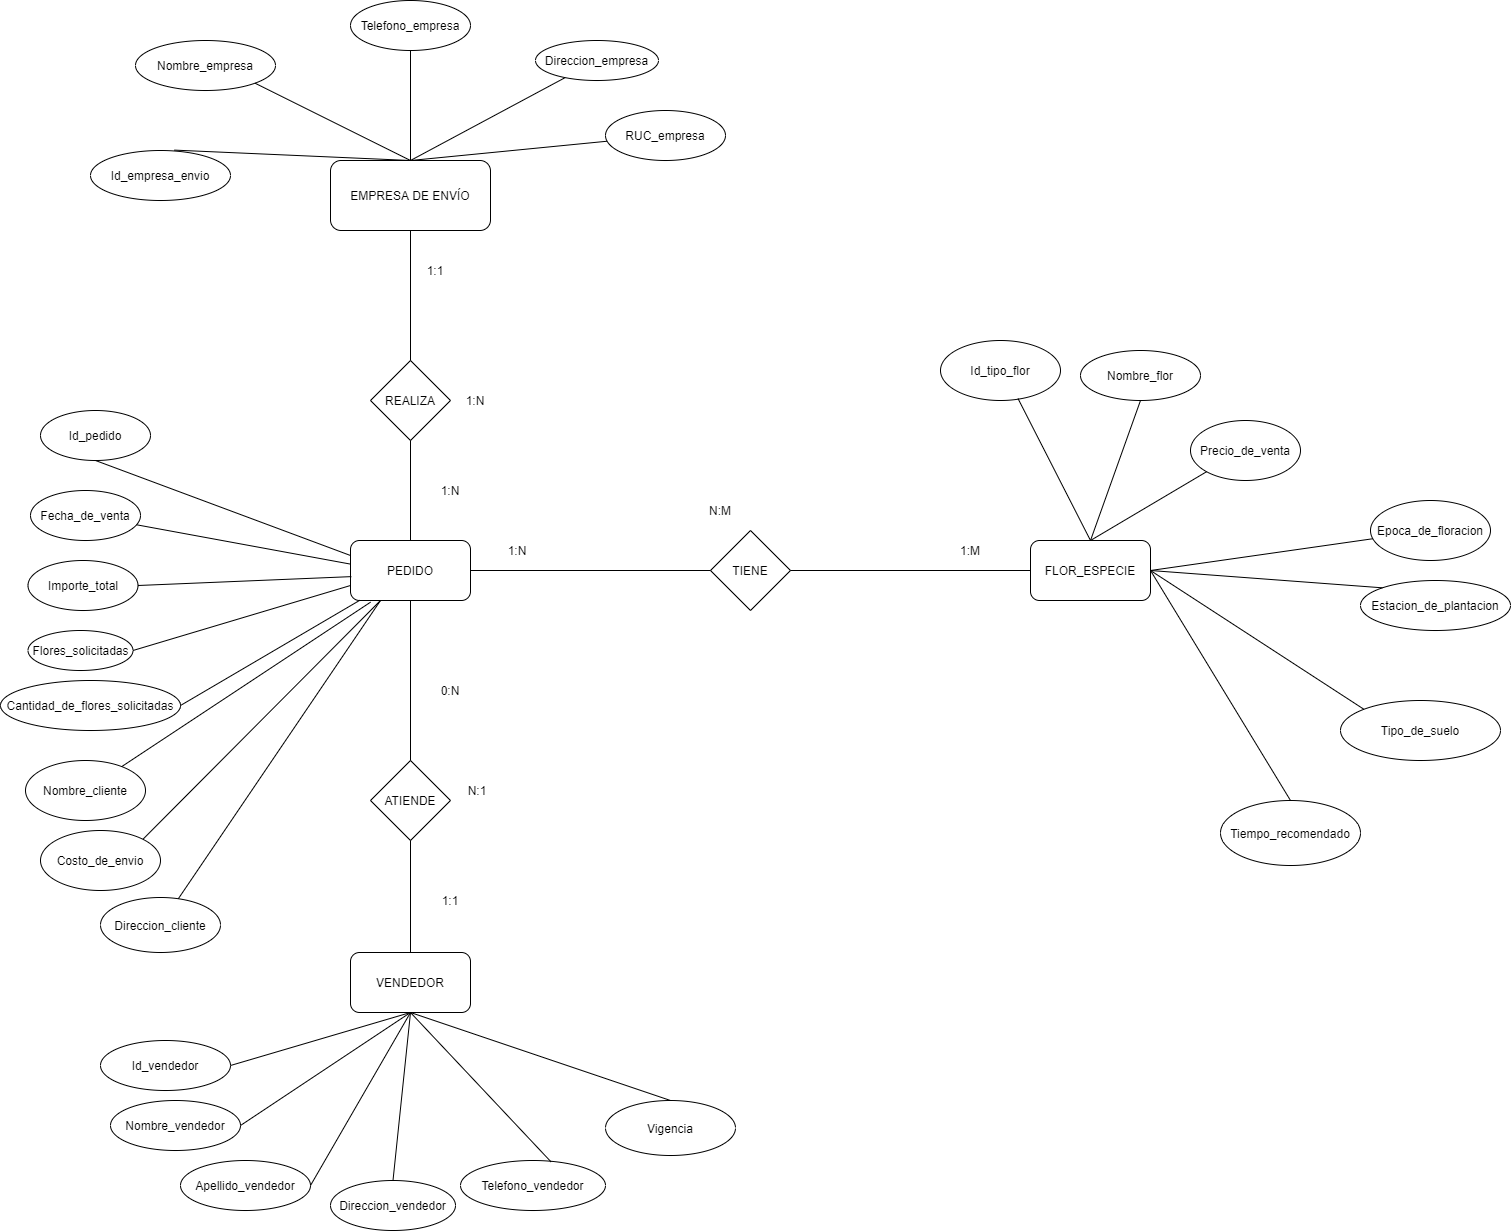 Telefono_empresa
Nombre_empresa
Direccion_empresa
RUC_empresa
Id_empresa_envio
EMPRESA DE ENVÍO
1:1
REALIZA
1:N
1:N
Id_pedido
Fecha_de_venta
Importe_total
Flores_solicitadas
Cantidad_de_flores_solicitadas
Nombre_cliente
Costo_de_envio
Direccion_cliente
PEDIDO
1:N
N:M
TIENE
1:M
FLOR_ESPECIE
Id_tipo_flor
Nombre_flor
Precio_de_venta
Epoca_de_floracion
Estacion_de_plantacion
Tipo_de_suelo
Tiempo_recomendado
0:N
ATIENDE
N:1
1:1
VENDEDOR
Id_vendedor
Nombre_vendedor
Apellido_vendedor
Direccion_vendedor
Telefono_vendedor
Vigencia